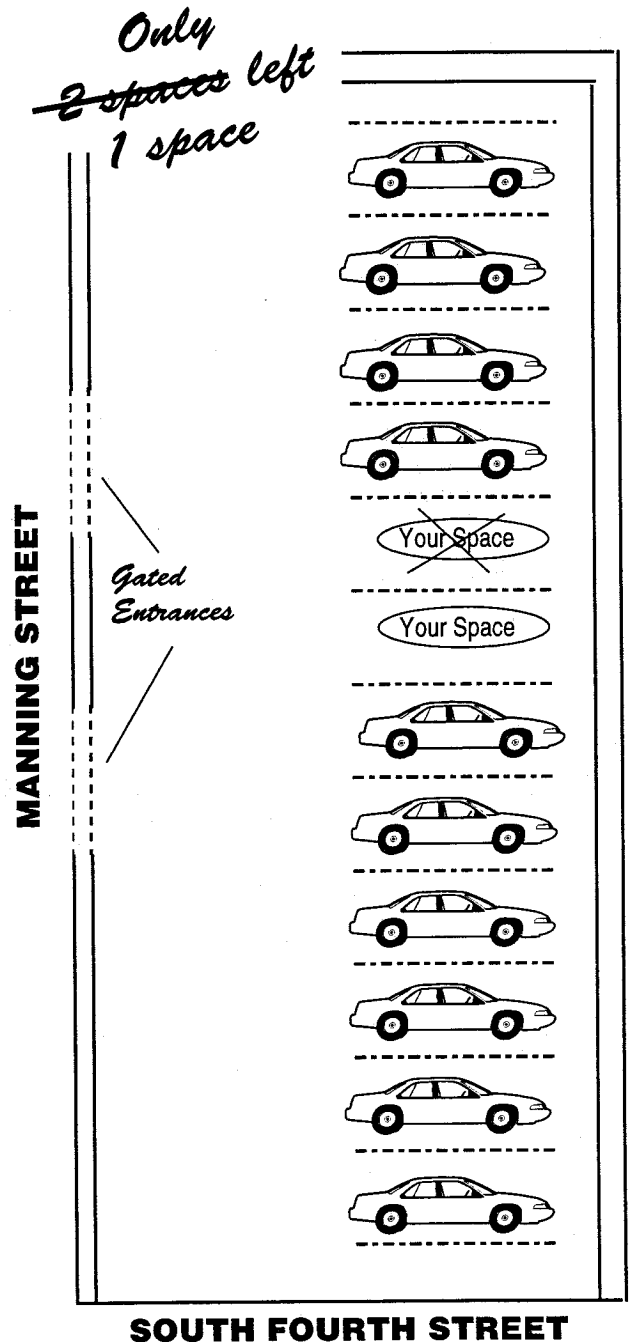 Only
2 spaces left
1 space
Your Space
Your Space
Gated
Entrances
MANNING STREET
SOUTH FOURTH STREET